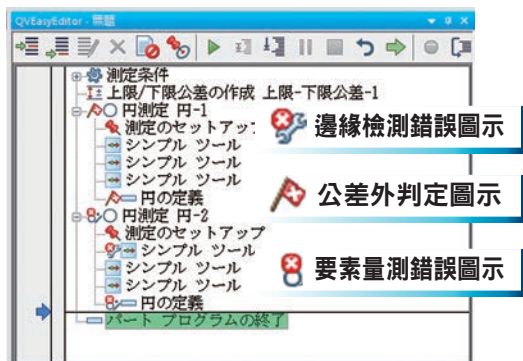 QVEasyEditor - 無題
測定条件
上限/下限公差の作成 上限-下限公差-1
円測定 円-1
測定のセットアップ
シンプル ツール
シンプル ツール
シンプル ツール
円の定義
円測定 円-2
測定のセットアップ
シンプル ツール
シンプル ツール
シンプル ツール
円の定義
パート プログラムの終了
邊緣檢測錯誤圖示
公差外判定圖示
要素量測錯誤圖示